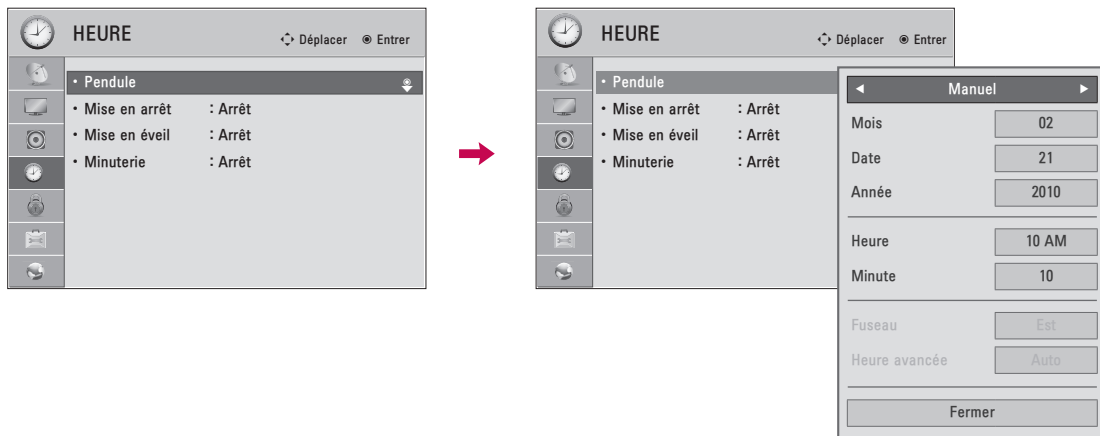 HEURE
Déplacer Entrer
• Pendule
• Mise en arrêt : Arrêt
• Mise en éveil : Arrêt
• Minuterie : Arrêt
HEURE
Déplacer Entrer
• Pendule
• Mise en arrêt : Arrêt
• Mise en éveil : Arrêt
• Minuterie : Arrêt
Manuel
Mois 02
Date 21
Année 2010
Heure 10 AM
Minute 10
Fuseau Est
Heure avancée Auto
Fermer